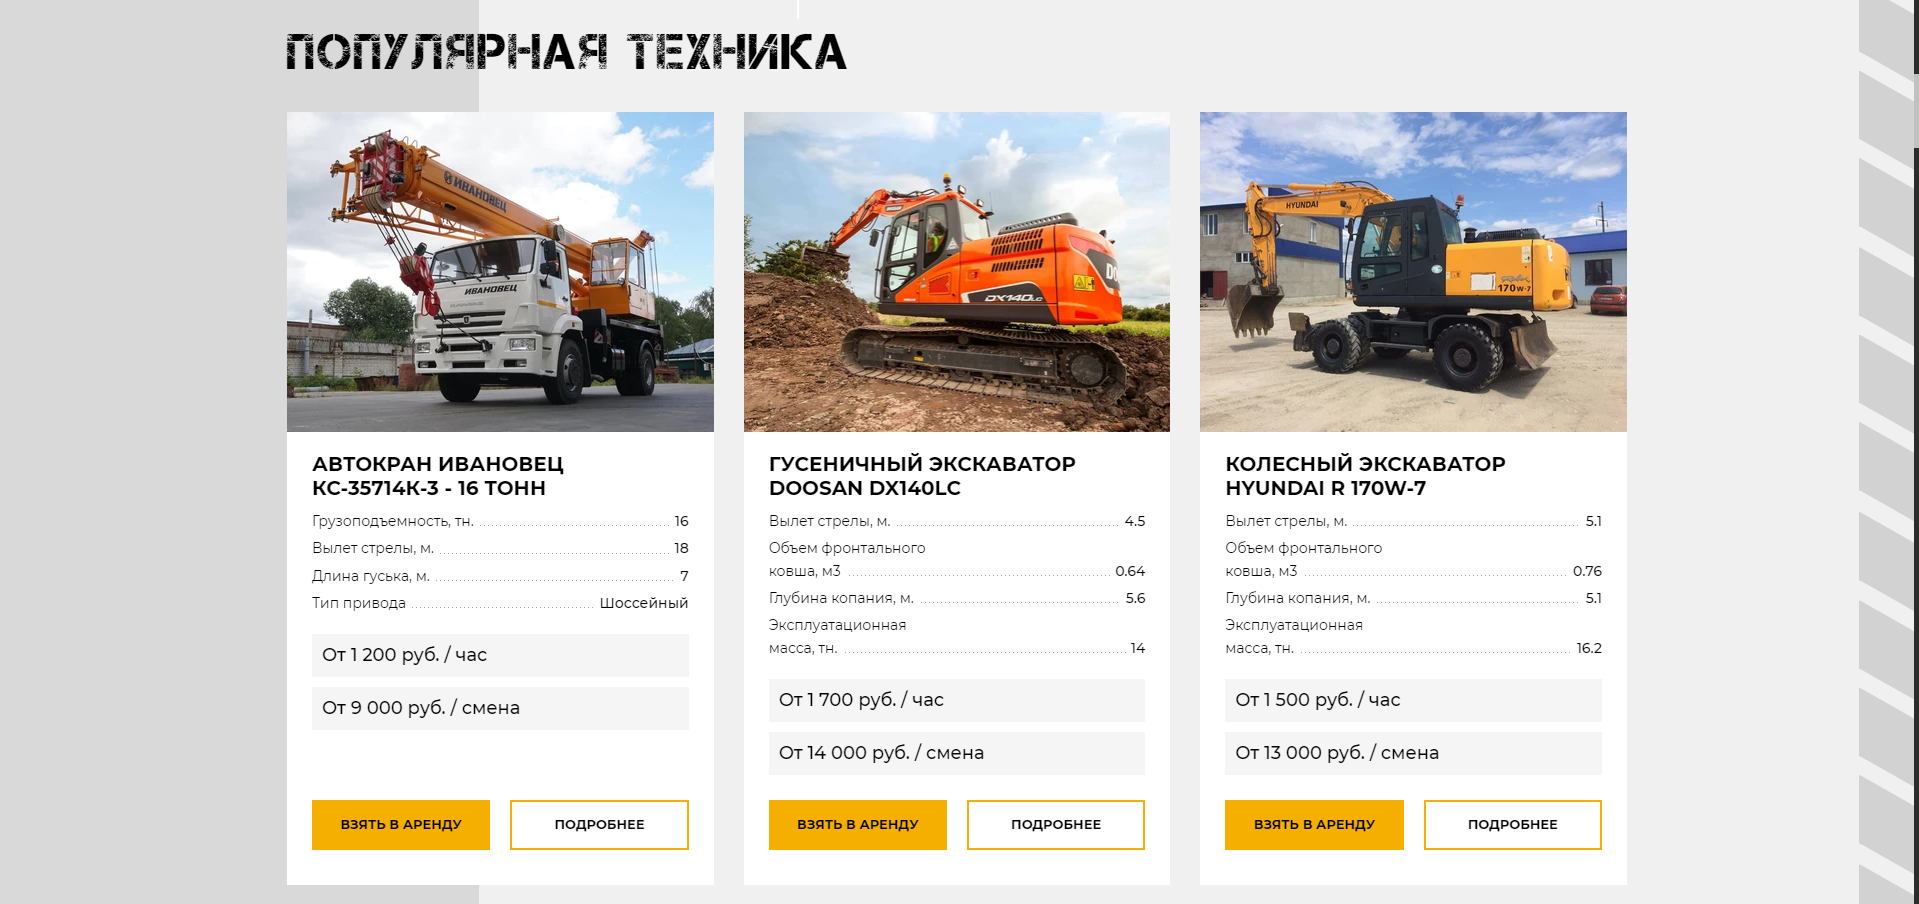 ПОПУЛЯРНАЯ ТЕХНИКА
ИВАНОВЕЦ
ИВАНОВЕЦ
АВТОКРАН ИВАНОВЕЦ
КС-35714К-3 - 16 ТОНН
Грузоподъемность, тн. 16
Вылет стрелы, м. 18
Длина гуська, м. 7
Тип привода Шоссейный
От 1 200 руб. / час
От 9 000 руб. / смена
ВЗЯТЬ В АРЕНДУ ПОДРОБНЕЕ
DX140LC
DO
ГУСЕНИЧНЫЙ ЭКСКАВАТОР
DOOSAN DX140LC
Вылет стрелы, м. 4.5
Объем фронтального
ковша, м3 0.64
Глубина копания, м. 5.6
Эксплуатационная
масса, тн. 14
От 1 700 руб. / час
От 14 000 руб. / смена
ВЗЯТЬ В АРЕНДУ ПОДРОБНЕЕ
HYUNDAI
170W-7
КОЛЕСНЫЙ ЭКСКАВАТОР
HYUNDAI R 170W-7
Вылет стрелы, м. 5.1
Объем фронтального
ковша, м3 0.76
Глубина копания, м. 5.1
Эксплуатационная
масса, тн. 16.2
От 1 500 руб. / час
От 13 000 руб. / смена
ВЗЯТЬ В АРЕНДУ ПОДРОБНЕЕ